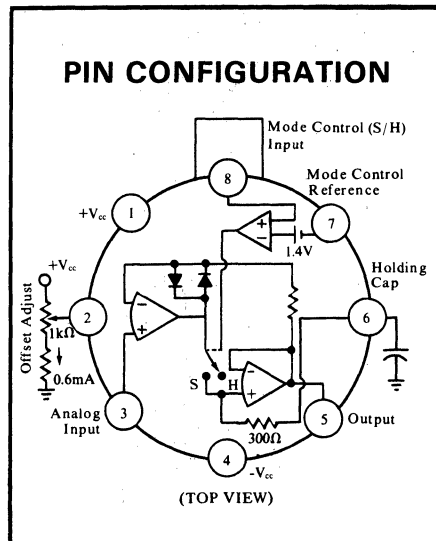 PIN CONFIGURATION
Mode Control (S/H)
Input
Mode Control
Reference
8
7
1
+Vcc
+
-
1.4V
Holding
Cap
+Vcc
Offset Adjust
2
1kΩ
0.6mA
-
+
6
S
H
-
+
3
Analog
Input
300Ω
5
Output
4
-Vcc
(TOP VIEW)